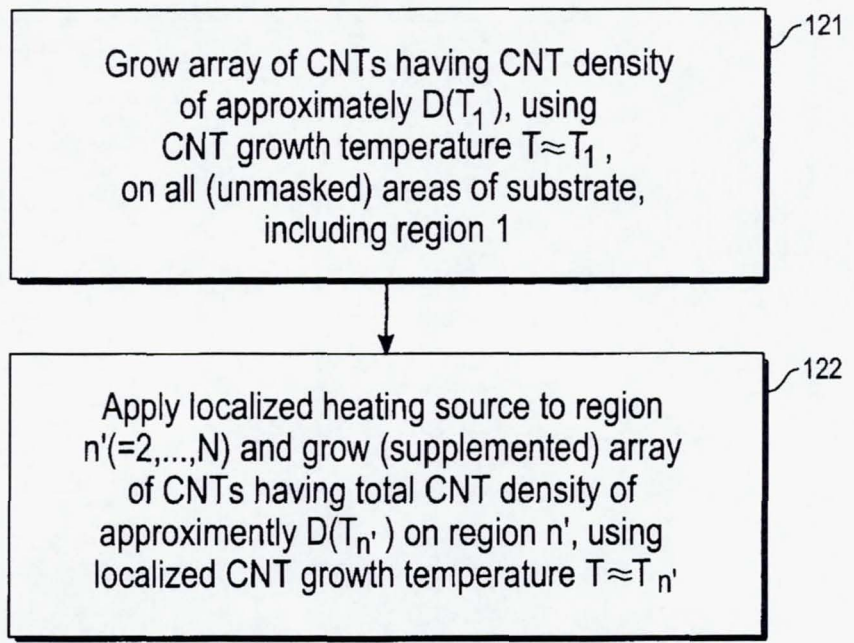 121
Grow array of CNTs having CNT density
of approximately D(T₁), using
CNT growth temperature T≈T₁,
on all (unmasked) areas of substrate,
including region 1
122
Apply localized heating source to region
n'(=2,...,N) and grow (supplemented) array
of CNTs having total CNT density of
approximently D(Tn') on region n', using
localized CNT growth temperature T≈Tn'